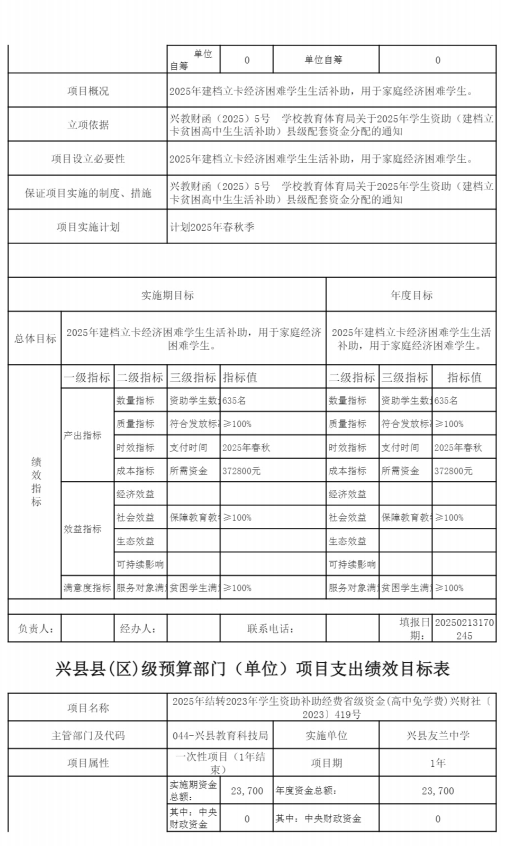 单位自筹 0 单位自筹 0
项目概况 2025年建档立卡经济困难学生生活补助，用于家庭经济困难学生。
立项依据 兴教财函（2025）5号　学校教育体育局关于2025年学生资助（建档立
卡贫困高中生生活补助）县级配套资金分配的通知
项目设立必要性 2025年建档立卡经济困难学生生活补助，用于家庭经济困难学生。
保证项目实施的制度、措施 兴教财函（2025）5号　学校教育体育局关于2025年学生资助（建档立
卡贫困高中生生活补助）县级配套资金分配的通知
项目实施计划 计划2025年春秋季
实施期目标 年度目标
总体目标 2025年建档立卡经济困难学生生活补助，用于家庭经济困难学生。 2025年建档立卡经济困难学生生活补助，用于家庭经济困难学生。
绩效指标 一级指标 二级指标 三级指标 指标值 二级指标 三级指标 指标值
产出指标 数量指标 资助学生数 635名 数量指标 资助学生数 635名
质量指标 符合发放标 ≥100% 质量指标 符合发放标 ≥100%
时效指标 支付时间 2025年春秋 时效指标 支付时间 2025年春秋
成本指标 所需资金 372800元 成本指标 所需资金 372800元
效益指标 经济效益 经济效益
社会效益 保障教育教 ≥100% 社会效益 保障教育教 ≥100%
生态效益 生态效益
可持续影响 可持续影响
满意度指标 服务对象满 贫困学生满 ≥100% 服务对象满 贫困学生满 ≥100%
负责人： 经办人： 联系电话： 填报日期： 20250213170245
兴县县(区)级预算部门（单位）项目支出绩效目标表
项目名称 2025年结转2023年学生资助补助经费省级资金(高中免学费)兴财社〔2023〕419号
主管部门及代码 044-兴县教育科技局 实施单位 兴县友兰中学
项目属性 一次性项目（1年结束） 项目期 1年
实施期资金总额： 23,700 年度资金总额： 23,700
其中：中央财政资金 0 其中：中央财政资金 0